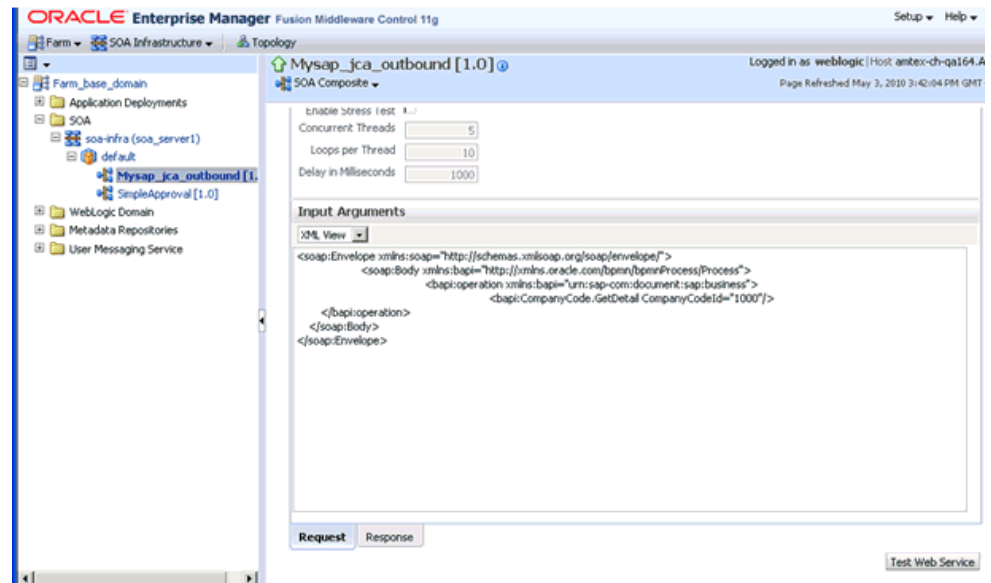 ORACLE Enterprise Manager Fusion Middleware Control 11g Setup Help
Farm SOA Infrastructure Topology
Mysap_jca_outbound [1.0] Logged in as weblogic|Host amtex-ch-qa164.A
SOA Composite Page Refreshed May 3, 2010 3:42:04 PM GMT
Farm_base_domain
Application Deployments
SOA
soa-infra (soa_server1)
default
Mysap_jca_outbound [1.
SimpleApproval [1.0]
WebLogic Domain
Metadata Repositories
User Messaging Service
Enable Stress Test
Concurrent Threads 5
Loops per Thread 10
Delay in Milliseconds 1000
Input Arguments
XML View
<soap:Envelope xmlns:soap="http://schemas.xmlsoap.org/soap/envelope/">
<soap:Body xmlns:bapi="http://xmlns.oracle.com/bpmn/bpmnProcess/Process">
<bapi:operation xmlns:bapi="urn:sap-com:document:sap:business">
<bapi:CompanyCode.GetDetail CompanyCodeId="1000"/>
</bapi:operation>
</soap:Body>
</soap:Envelope>
Request Response
Test Web Service